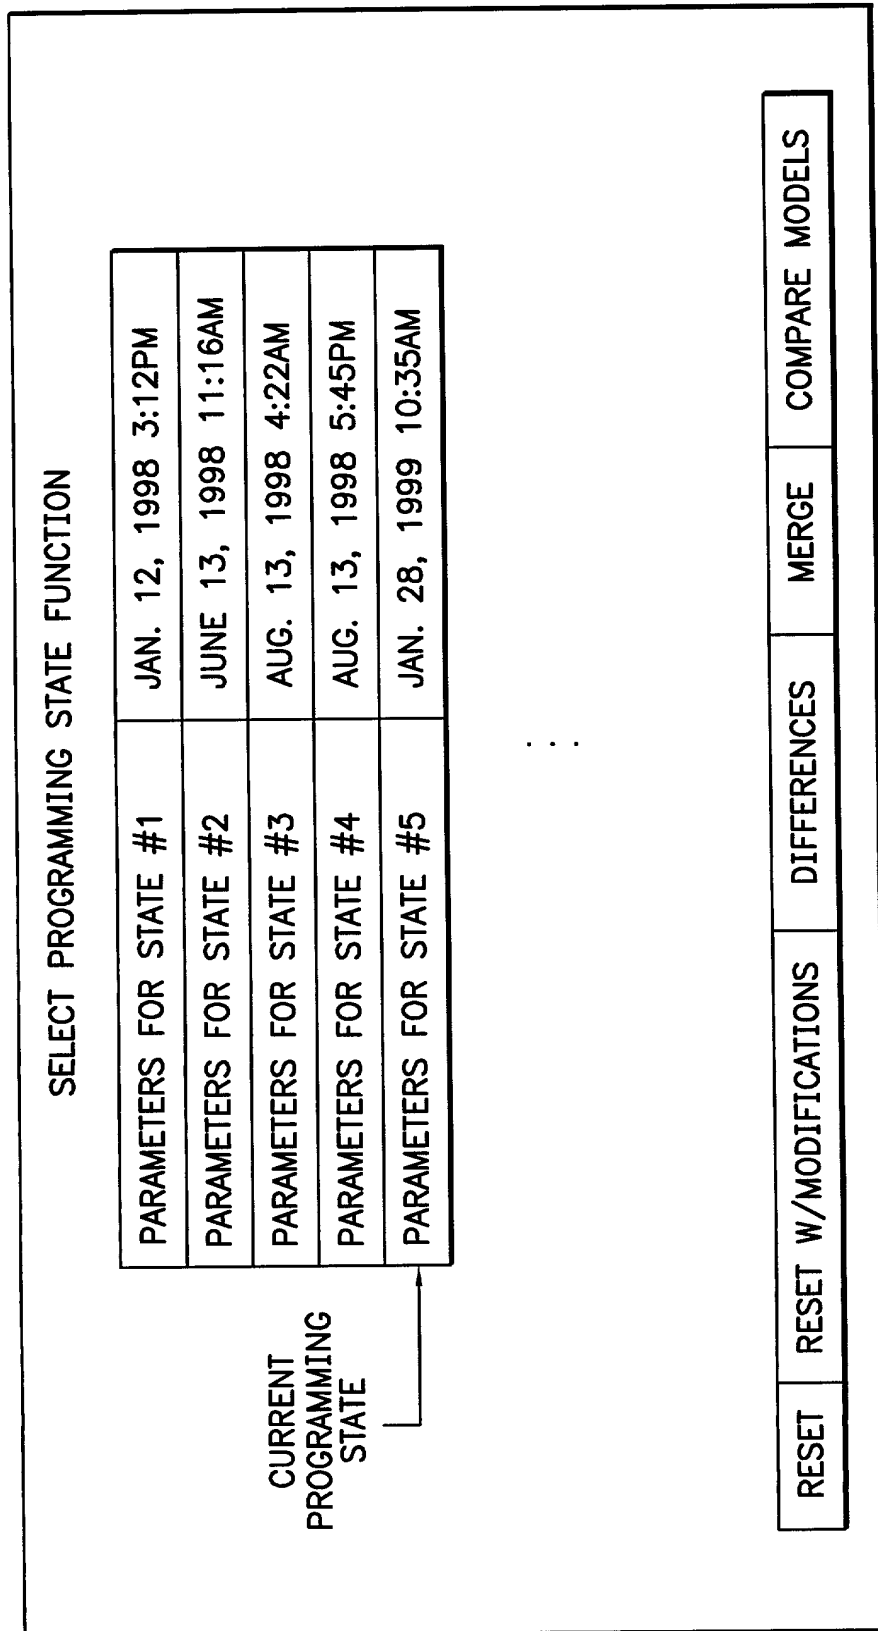 SELECT PROGRAMMING STATE FUNCTION
PARAMETERS FOR STATE #1 JAN. 12, 1998 3:12PM
PARAMETERS FOR STATE #2 JUNE 13, 1998 11:16AM
PARAMETERS FOR STATE #3 AUG. 13, 1998 4:22AM
PARAMETERS FOR STATE #4 AUG. 13, 1998 5:45PM
PARAMETERS FOR STATE #5 JAN. 28, 1999 10:35AM
CURRENT
PROGRAMMING
STATE
. . .
RESET RESET W/MODIFICATIONS DIFFERENCES MERGE COMPARE MODELS